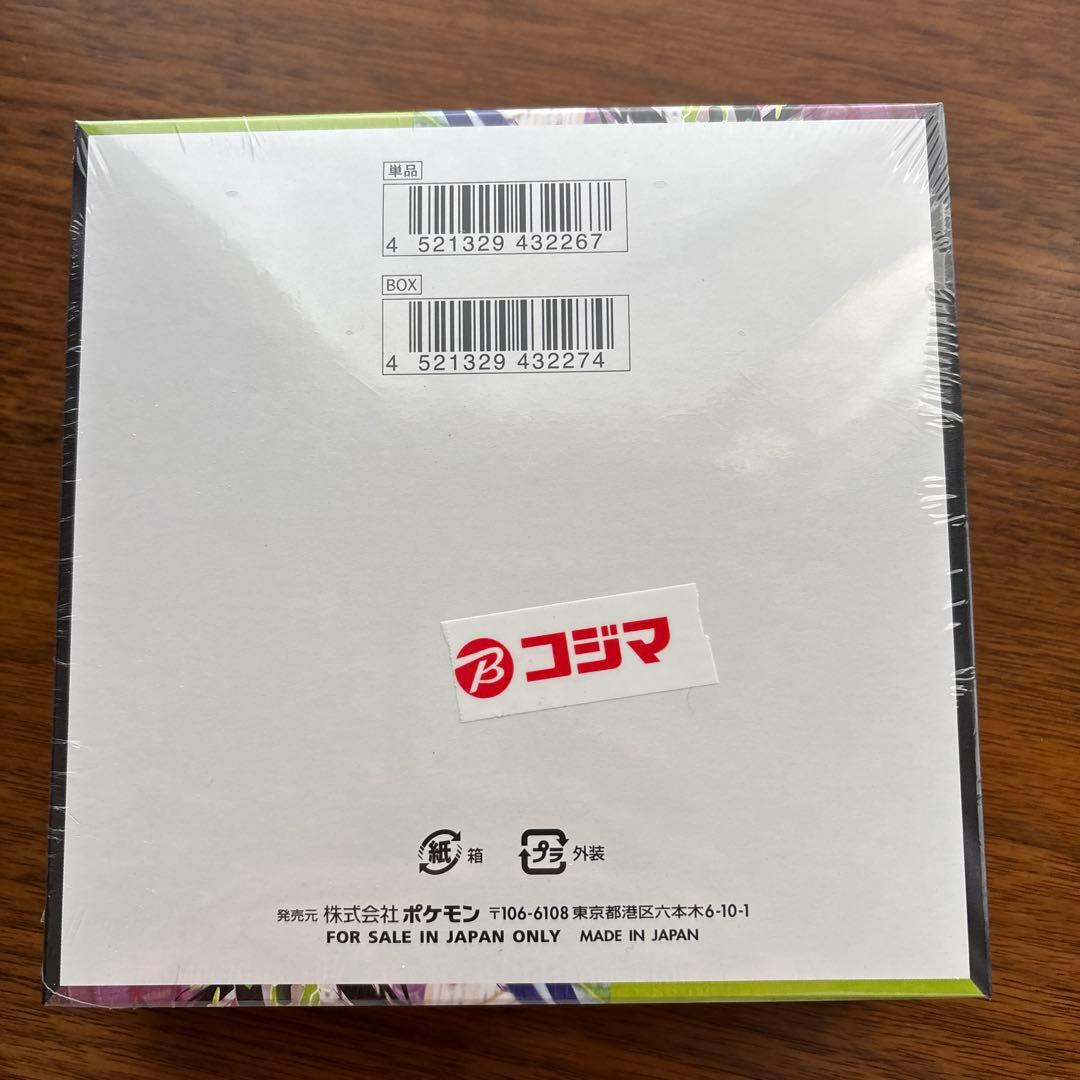 単品
4 521329 432267
BOX
4 521329 432274
B コジマ
紙 箱 プラ 外装
発売元 株式会社 ポケモン 〒106-6108 東京都港区六本木6-10-1
FOR SALE IN JAPAN ONLY MADE IN JAPAN